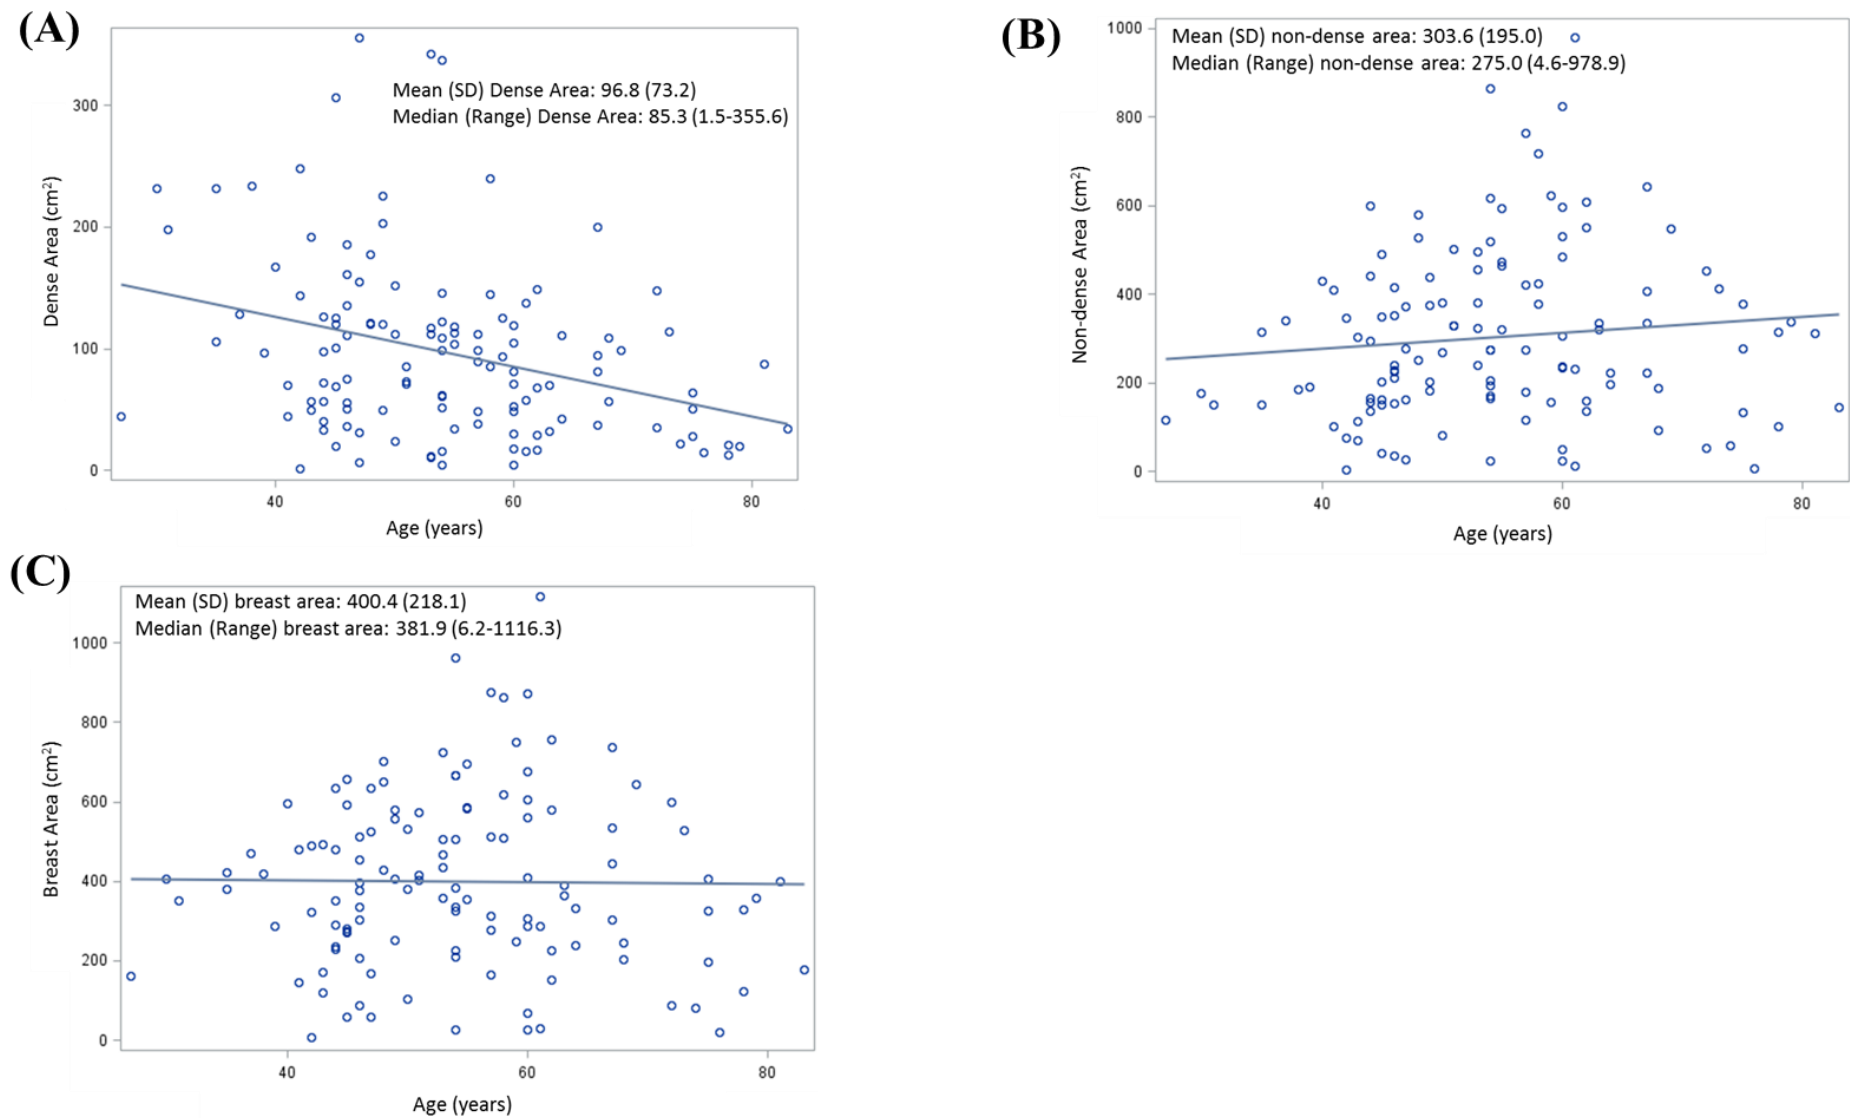 (A)
Mean (SD) Dense Area: 96.8 (73.2)
Median (Range) Dense Area: 85.3 (1.5-355.6)
300
200
100
0
Dense Area (cm²)
40 60 80
Age (years)
(B)
Mean (SD) non-dense area: 303.6 (195.0)
Median (Range) non-dense area: 275.0 (4.6-978.9)
1000
800
600
400
200
0
Non-dense Area (cm²)
40 60 80
Age (years)
(C)
Mean (SD) breast area: 400.4 (218.1)
Median (Range) breast area: 381.9 (6.2-1116.3)
1000
800
600
400
200
0
Breast Area (cm²)
40 60 80
Age (years)